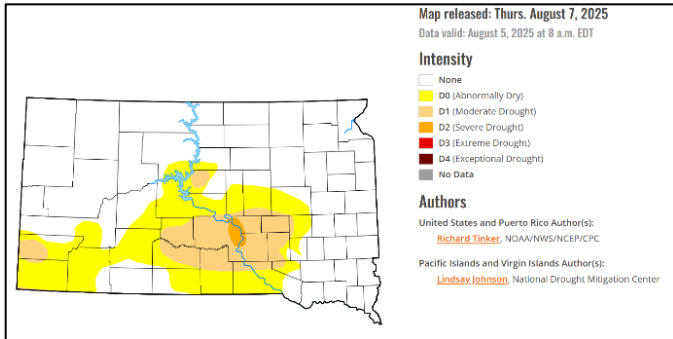 Map released: Thurs. August 7, 2025
Data valid: August 5, 2025 at 8 a.m. EDT
Intensity
None
D0 (Abnormally Dry)
D1 (Moderate Drought)
D2 (Severe Drought)
D3 (Extreme Drought)
D4 (Exceptional Drought)
No Data
Authors
United States and Puerto Rico Author(s):
Richard Tinker, NOAA/NWS/NCEP/CPC
Pacific Islands and Virgin Islands Author(s):
Lindsay Johnson, National Drought Mitigation Center